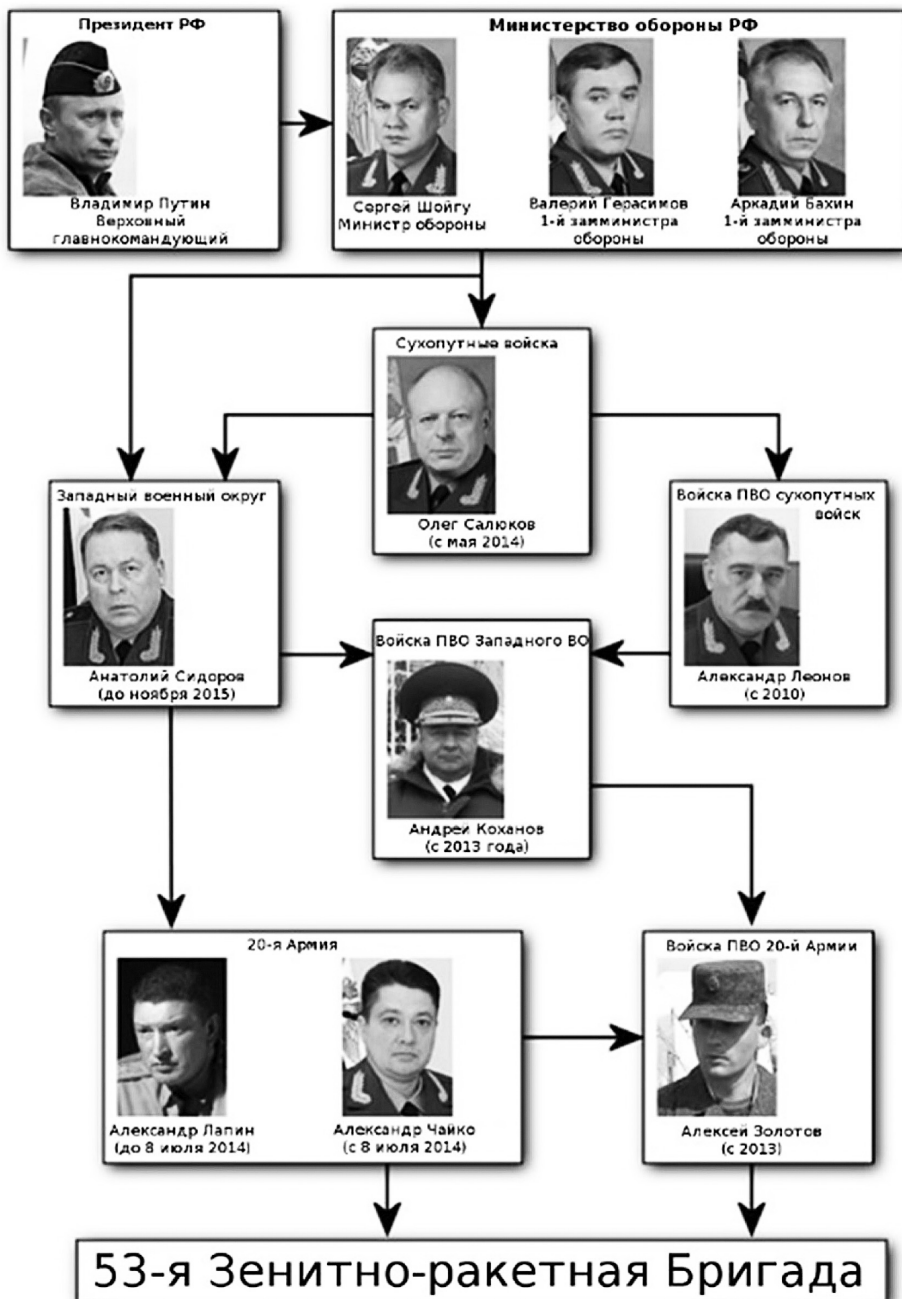 Президент РФ
Владимир Путин
Верховный
главнокомандующий
Министерство обороны РФ
Сергей Шойгу
Министр обороны
Валерий Герасимов
1-й замминистра
обороны
Аркадий Бахин
1-й замминистра
обороны
Сухопутные войска
Олег Салюков
(с мая 2014)
Западный военный округ
Анатолий Сидоров
(до ноября 2015)
Войска ПВО сухопутных
войск
Александр Леонов
(с 2010)
Войска ПВО Западного ВО
Андрей Коханов
(с 2013 года)
20-я Армия
Александр Лапин
(до 8 июля 2014)
Александр Чайко
(с 8 июля 2014)
Войска ПВО 20-й Армии
Алексей Золотов
(с 2013)
53-я Зенитно-ракетная Бригада